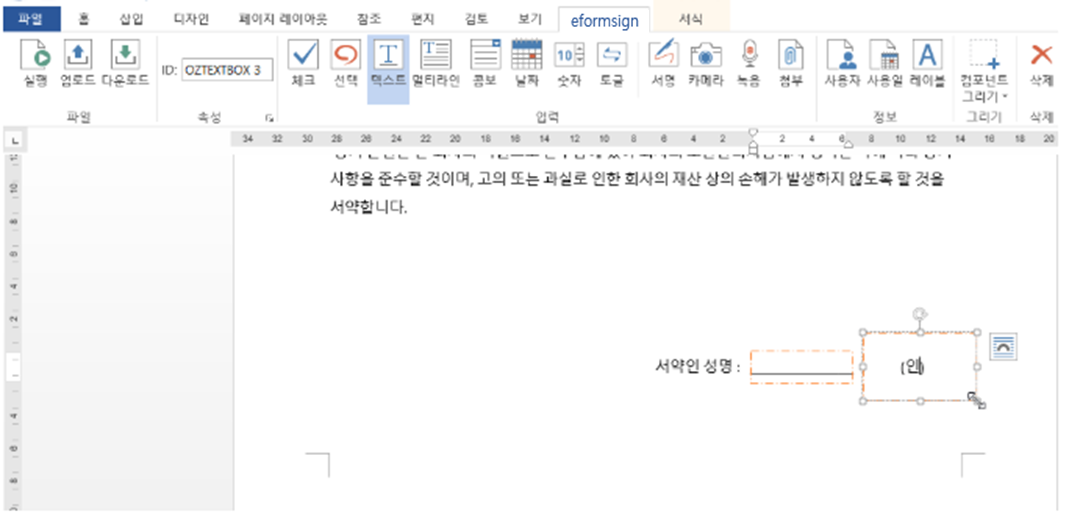 파일 홈 삽입 디자인 페이지 레이아웃 참조 편지 검토 보기 eformsign 서식
ID: OZTEXTBOX 3
실행 업로드 다운로드 체크 선택 텍스트 멀티라인 콤보 날짜 숫자 토글 서명 카메라 녹음 첨부 사용자 사용일 레이블 컴포넌트 그리기 삭제
파일 속성 입력 정보 그리기 삭제
34 32 30 28 26 24 22 20 18 16 14 12 10 8 6 4 2 2 4 6 8 10 12 14 16 18 20
사항을 준수할 것이며, 고의 또는 과실로 인한 회사의 재산 상의 손해가 발생하지 않도록 할 것을
서약합니다.
서약인 성명 : (인)